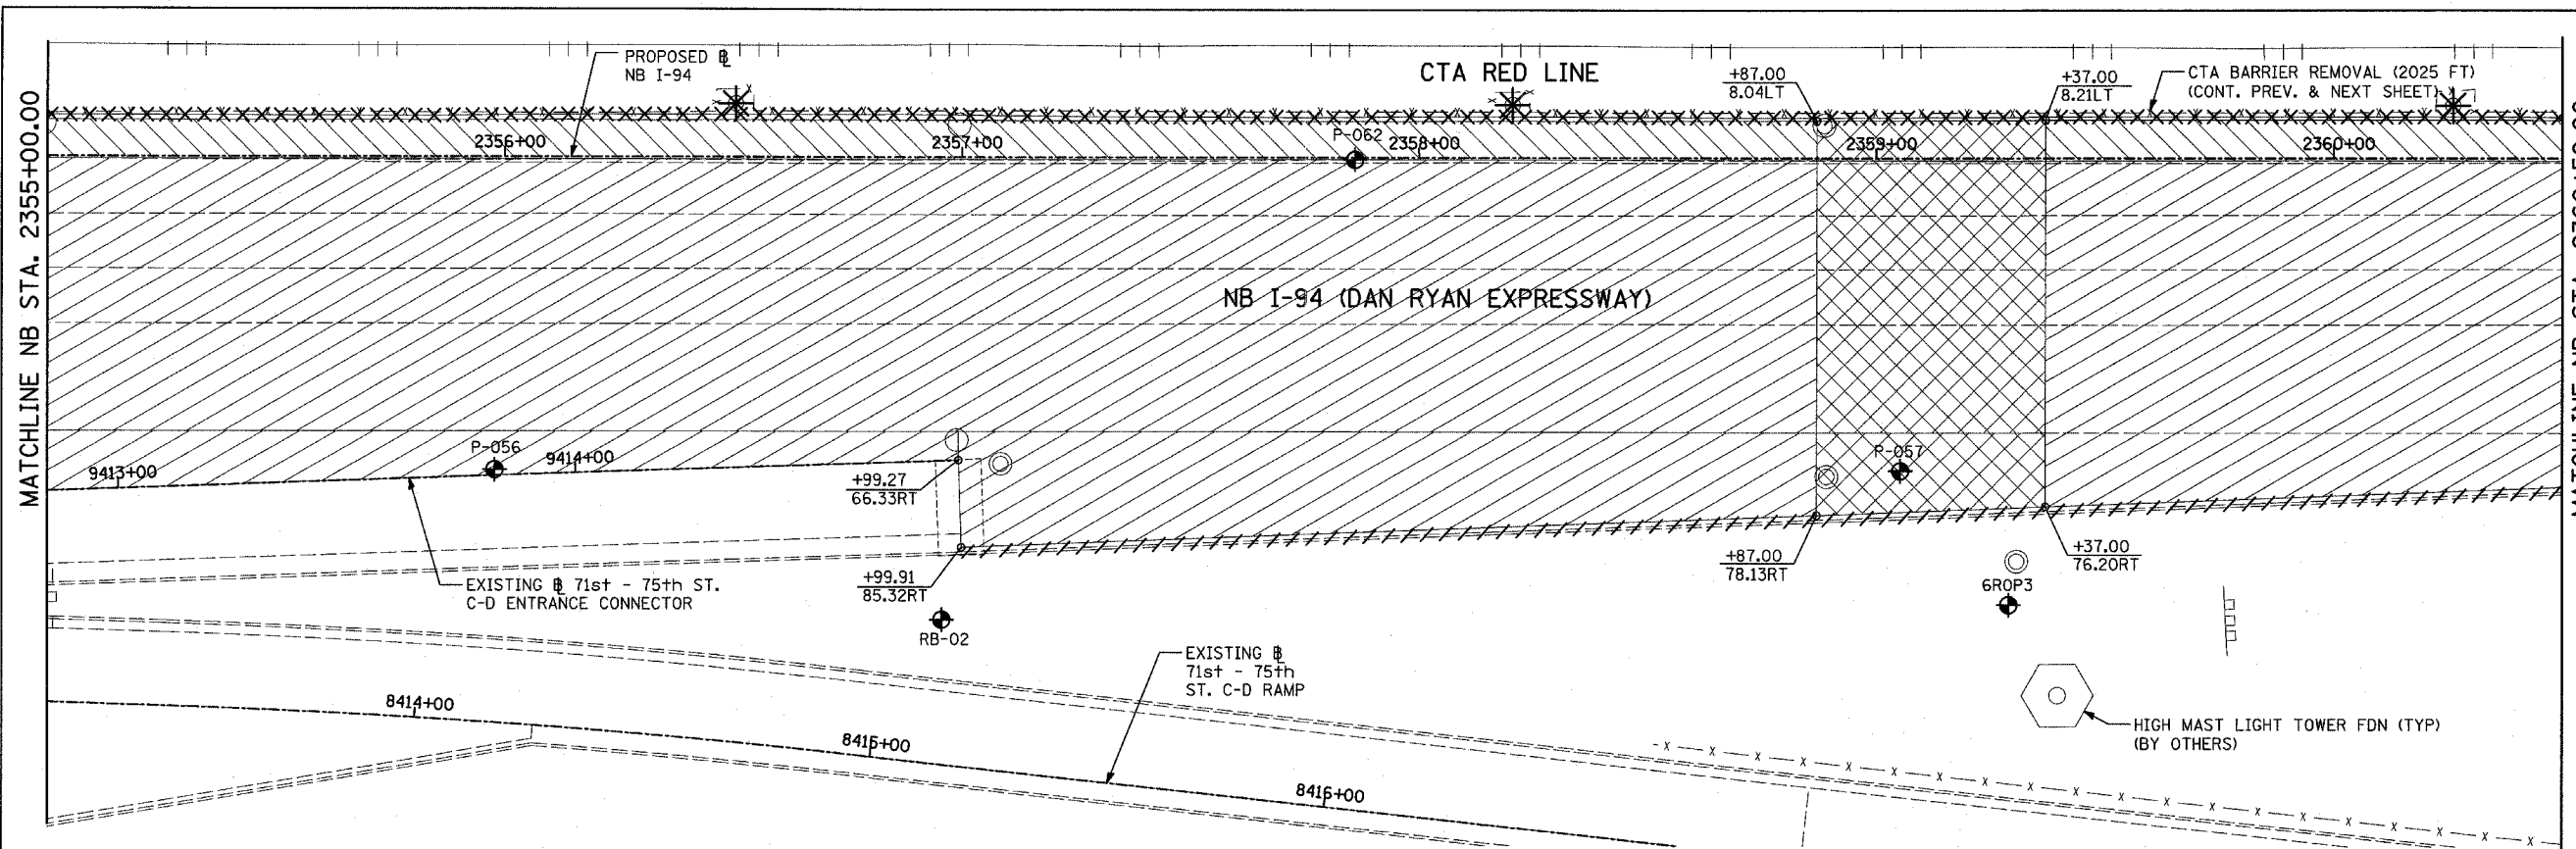 PROPOSED ℄
NB I-94
CTA RED LINE
+87.00
8.04LT
+37.00
8.21LT
CTA BARRIER REMOVAL (2025 FT)
(CONT. PREV. & NEXT SHEET)
MATCHLINE NB STA. 2355+00.00
2356+00
2357+00
P-062
2358+00
2359+00
2360+00
NB I-94 (DAN RYAN EXPRESSWAY)
9413+00
P-056
9414+00
+99.27
66.33RT
P-057
+99.91
85.32RT
+87.00
78.13RT
+37.00
76.20RT
EXISTING ℄ 71st - 75th ST.
C-D ENTRANCE CONNECTOR
RB-02
6ROP3
EXISTING ℄
71st - 75th
ST. C-D RAMP
8414+00
8415+00
8416+00
HIGH MAST LIGHT TOWER FDN (TYP)
(BY OTHERS)
MATCHLINE NB STA.